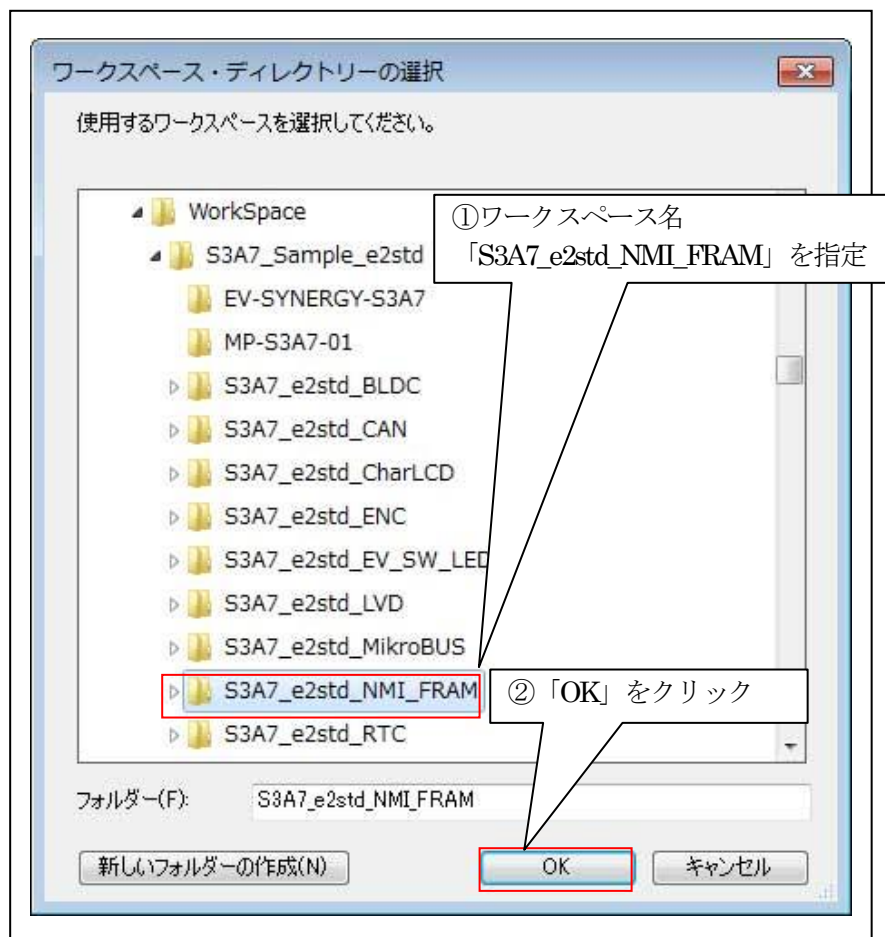 ワークスペース・ディレクトリーの選択
使用するワークスペースを選択してください。
WorkSpace
①ワークスペース名
「S3A7_e2std_NMI_FRAM」を指定
S3A7_Sample_e2std
EV-SYNERGY-S3A7
MP-S3A7-01
S3A7_e2std_BLDC
S3A7_e2std_CAN
S3A7_e2std_CharLCD
S3A7_e2std_ENC
S3A7_e2std_EV_SW_LED
S3A7_e2std_LVD
S3A7_e2std_MikroBUS
S3A7_e2std_NMI_FRAM
②「OK」をクリック
S3A7_e2std_RTC
フォルダー(F): S3A7_e2std_NMI_FRAM
新しいフォルダーの作成(N) OK キャンセル